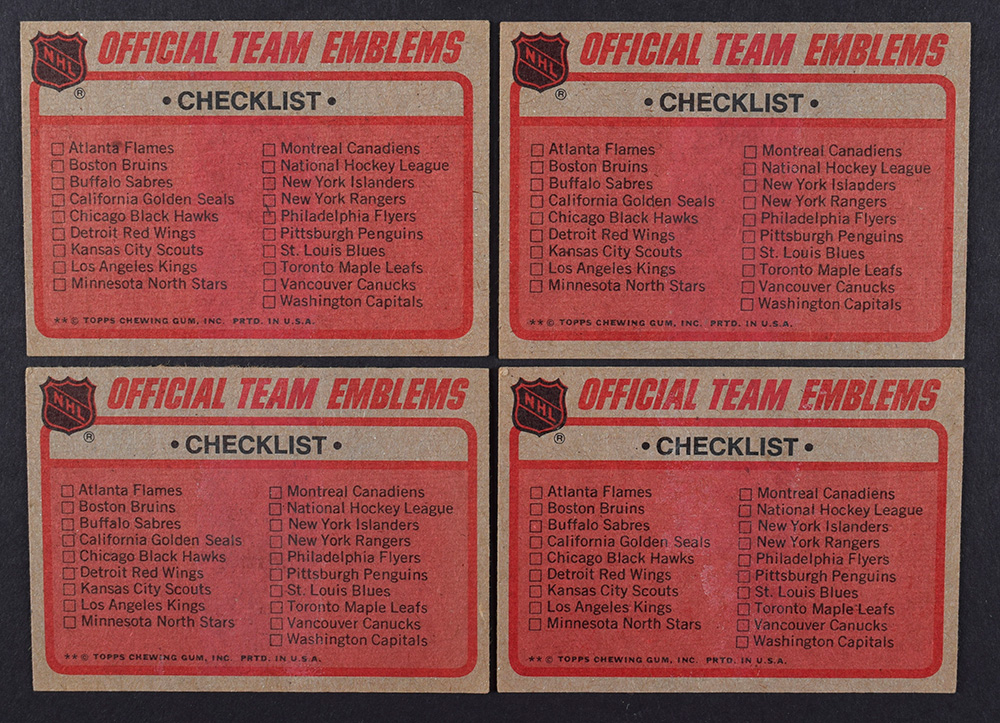 OFFICIAL TEAM EMBLEMS
NHL
®
• CHECKLIST •
Atlanta Flames
Boston Bruins
Buffalo Sabres
California Golden Seals
Chicago Black Hawks
Detroit Red Wings
Kansas City Scouts
Los Angeles Kings
Minnesota North Stars
Montreal Canadiens
National Hockey League
New York Islanders
New York Rangers
Philadelphia Flyers
Pittsburgh Penguins
St. Louis Blues
Toronto Maple Leafs
Vancouver Canucks
Washington Capitals
**© TOPPS CHEWING GUM, INC. PRTD. IN U.S.A.
OFFICIAL TEAM EMBLEMS
NHL
®
• CHECKLIST •
Atlanta Flames
Boston Bruins
Buffalo Sabres
California Golden Seals
Chicago Black Hawks
Detroit Red Wings
Kansas City Scouts
Los Angeles Kings
Minnesota North Stars
Montreal Canadiens
National Hockey League
New York Islanders
New York Rangers
Philadelphia Flyers
Pittsburgh Penguins
St. Louis Blues
Toronto Maple Leafs
Vancouver Canucks
Washington Capitals
**© TOPPS CHEWING GUM, INC. PRTD. IN U.S.A.
OFFICIAL TEAM EMBLEMS
NHL
®
• CHECKLIST •
Atlanta Flames
Boston Bruins
Buffalo Sabres
California Golden Seals
Chicago Black Hawks
Detroit Red Wings
Kansas City Scouts
Los Angeles Kings
Minnesota North Stars
Montreal Canadiens
National Hockey League
New York Islanders
New York Rangers
Philadelphia Flyers
Pittsburgh Penguins
St. Louis Blues
Toronto Maple Leafs
Vancouver Canucks
Washington Capitals
**© TOPPS CHEWING GUM, INC. PRTD. IN U.S.A.
OFFICIAL TEAM EMBLEMS
NHL
®
• CHECKLIST •
Atlanta Flames
Boston Bruins
Buffalo Sabres
California Golden Seals
Chicago Black Hawks
Detroit Red Wings
Kansas City Scouts
Los Angeles Kings
Minnesota North Stars
Montreal Canadiens
National Hockey League
New York Islanders
New York Rangers
Philadelphia Flyers
Pittsburgh Penguins
St. Louis Blues
Toronto Maple Leafs
Vancouver Canucks
Washington Capitals
**© TOPPS CHEWING GUM, INC. PRTD. IN U.S.A.